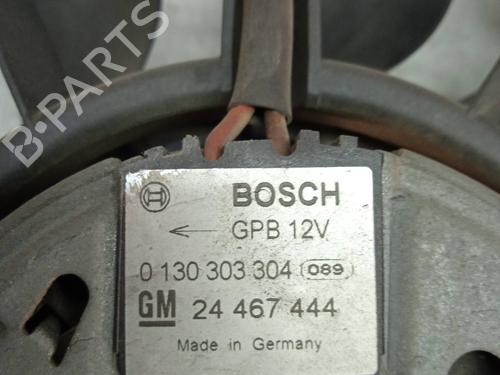 B-PARTS
BOSCH
← GPB 12V
0 130 303 304 089
GM 24 467 444
Made in Germany